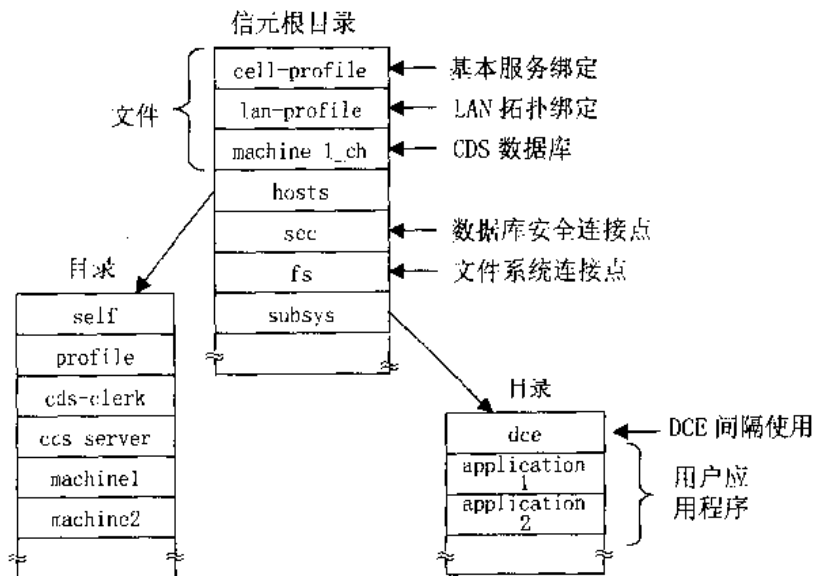 信元根目录
cell-profile
基本服务绑定
文件
lan-profile
LAN 拓扑绑定
machine 1_ch
CDS 数据库
hosts
sec
数据库安全连接点
目录
fs
文件系统连接点
self
subsys
profile
cds-clerk
目录
cds server
dce
DCE 间隔使用
machine1
application
1
用户应
用程序
machine2
application
2